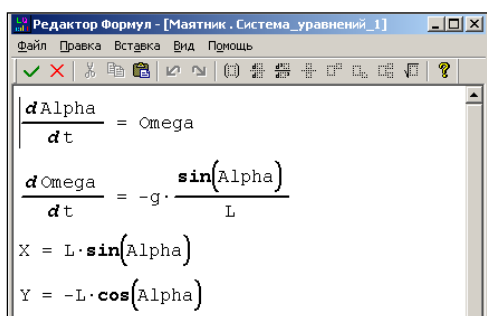 Редактор Формул - [Маятник . Система_уравнений_1]
Файл Правка Вставка Вид Помощь
d Alpha / d t = Omega
d Omega / d t = -g · sin(Alpha) / L
X = L·sin(Alpha)
Y = -L·cos(Alpha)